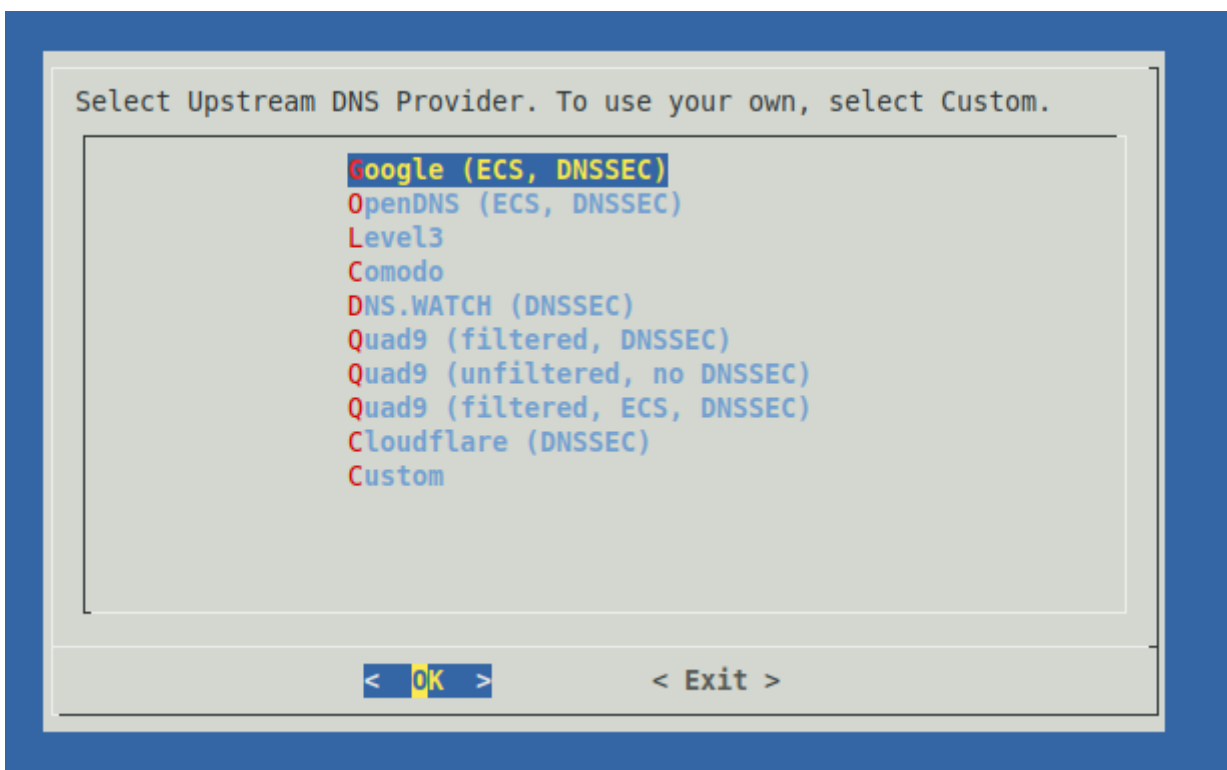 Select Upstream DNS Provider. To use your own, select Custom.
Google (ECS, DNSSEC)
OpenDNS (ECS, DNSSEC)
Level3
Comodo
DNS.WATCH (DNSSEC)
Quad9 (filtered, DNSSEC)
Quad9 (unfiltered, no DNSSEC)
Quad9 (filtered, ECS, DNSSEC)
Cloudflare (DNSSEC)
Custom
< OK > < Exit >